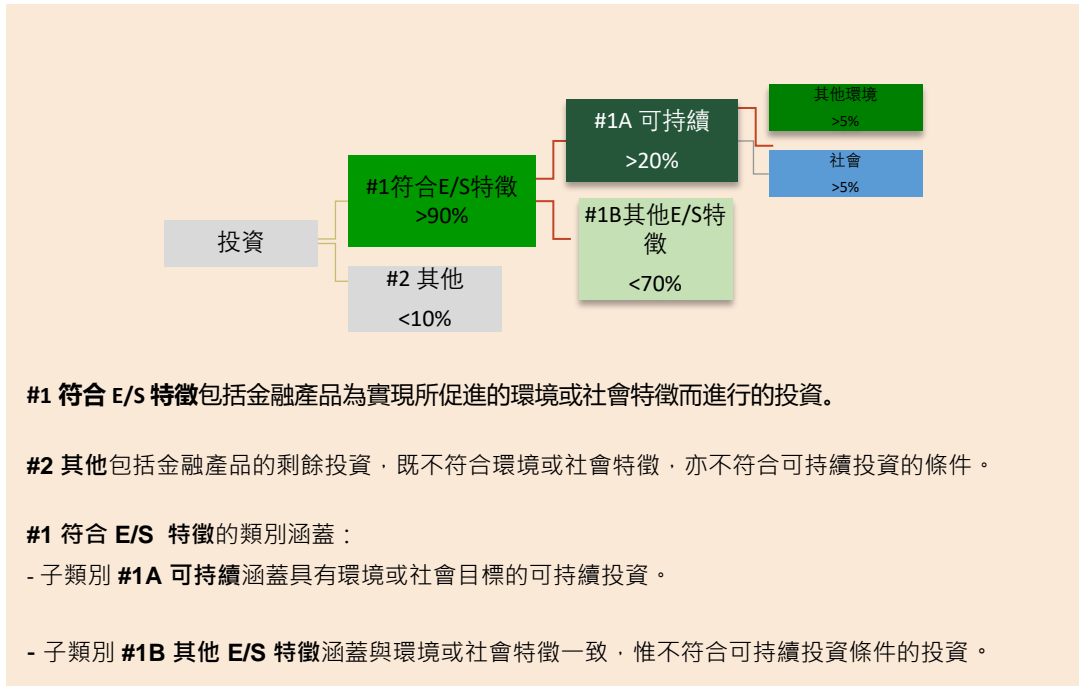 投資
#1符合E/S特徵
>90%
#2 其他
<10%
#1A 可持續
>20%
#1B其他E/S特
徵
<70%
其他環境
>5%
社會
>5%
#1 符合 E/S 特徵包括金融產品為實現所促進的環境或社會特徵而進行的投資。
#2 其他包括金融產品的剩餘投資，既不符合環境或社會特徵，亦不符合可持續投資的條件。
#1 符合 E/S 特徵的類別涵蓋：
- 子類別 #1A 可持續涵蓋具有環境或社會目標的可持續投資。
- 子類別 #1B 其他 E/S 特徵涵蓋與環境或社會特徵一致，惟不符合可持續投資條件的投資。